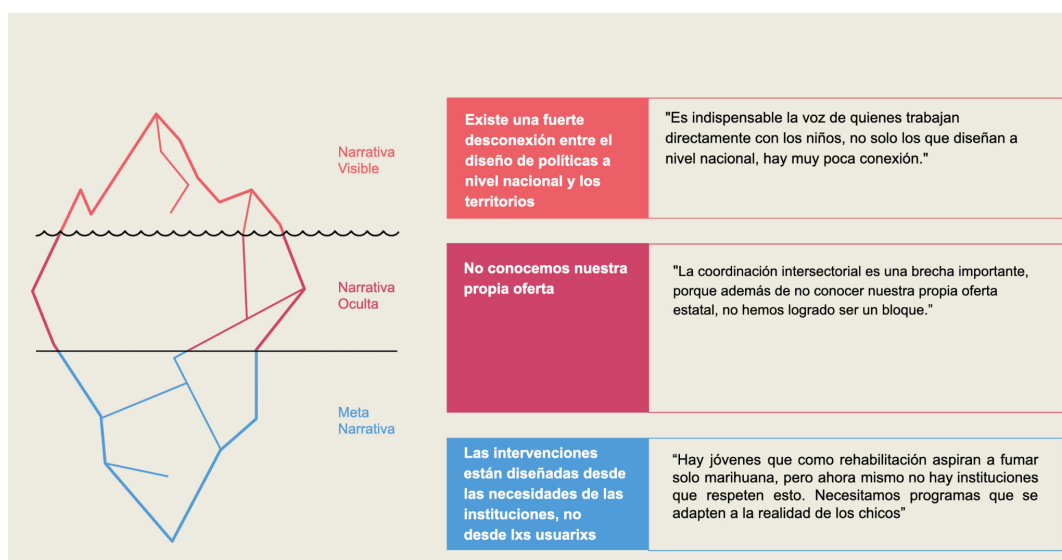 Narrativa
Visible
Existe una fuerte
desconexión entre el
diseño de políticas a
nivel nacional y los
territorios
"Es indispensable la voz de quienes trabajan
directamente con los niños, no solo los que diseñan a
nivel nacional, hay muy poca conexión."
Narrativa
Oculta
No conocemos nuestra
propia oferta
"La coordinación intersectorial es una brecha importante,
porque además de no conocer nuestra propia oferta
estatal, no hemos logrado ser un bloque.”
Meta
Narrativa
Las intervenciones
están diseñadas desde
las necesidades de las
instituciones, no
desde lxs usuarixs
“Hay jóvenes que como rehabilitación aspiran a fumar
solo marihuana, pero ahora mismo no hay instituciones
que respeten esto. Necesitamos programas que se
adapten a la realidad de los chicos”